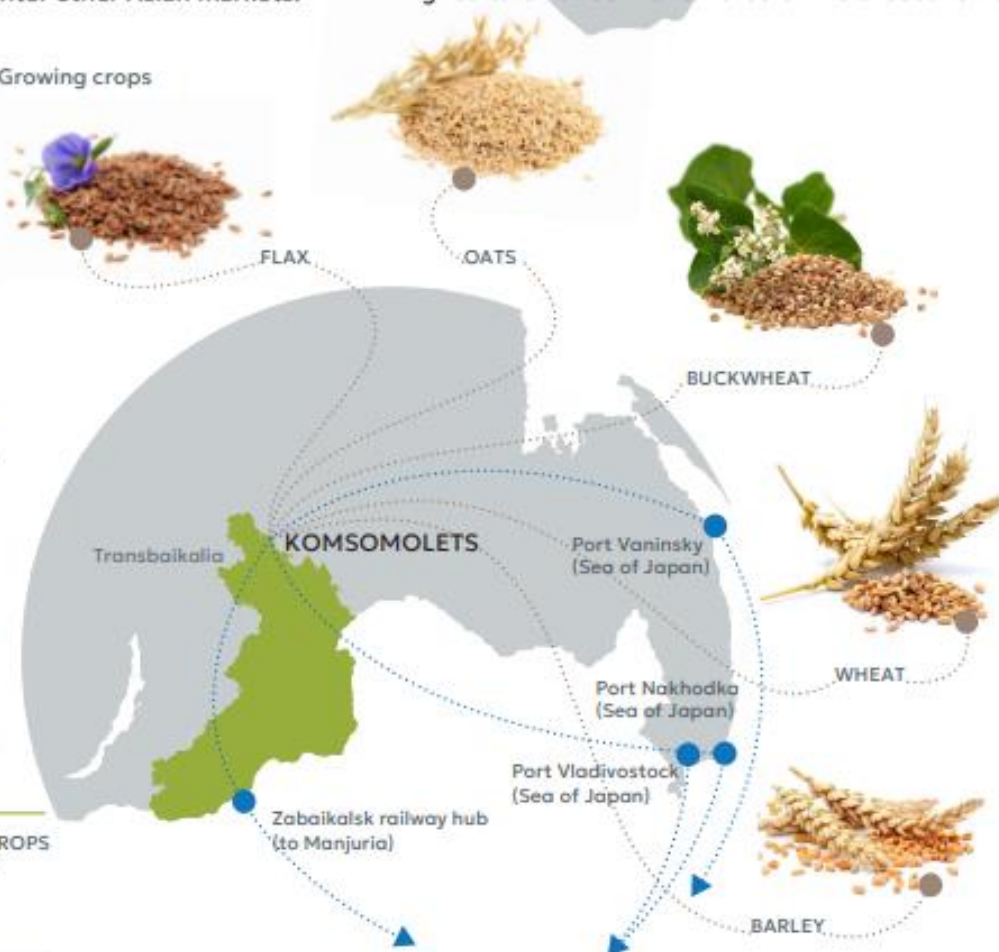 Growing crops
FLAX
OATS
BUCKWHEAT
Transbaikalia
KOMSOMOLETS
Port Vaninsky
(Sea of Japan)
WHEAT
Port Nakhodka
(Sea of Japan)
Port Vladivostock
(Sea of Japan)
Zabaikalsk railway hub
(to Manjuria)
ROPS
BARLEY